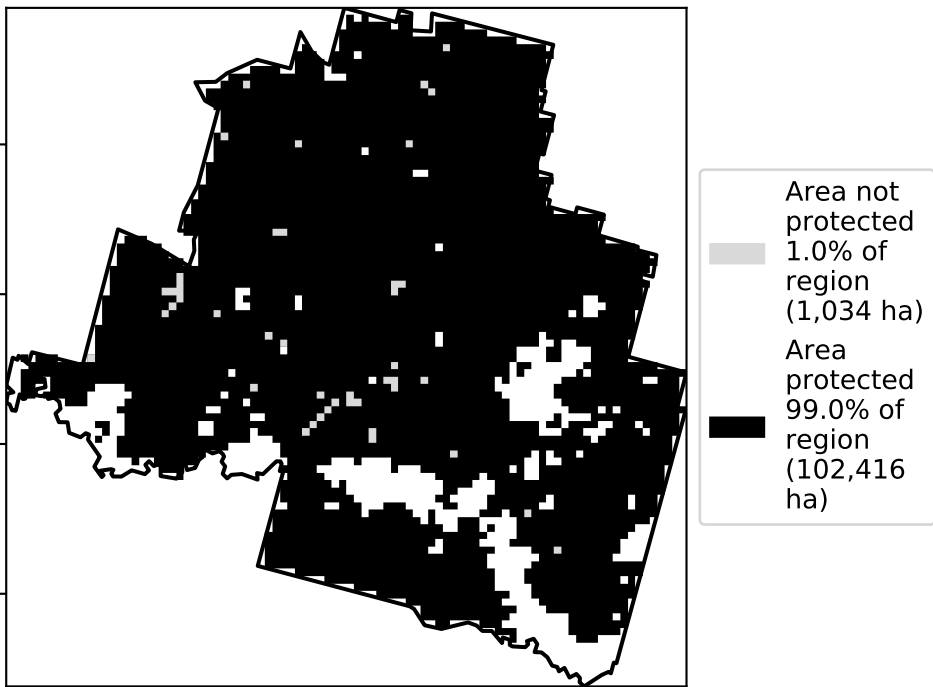 Area not
protected
1.0% of
region
(1,034 ha)
Area
protected
99.0% of
region
(102,416
ha)